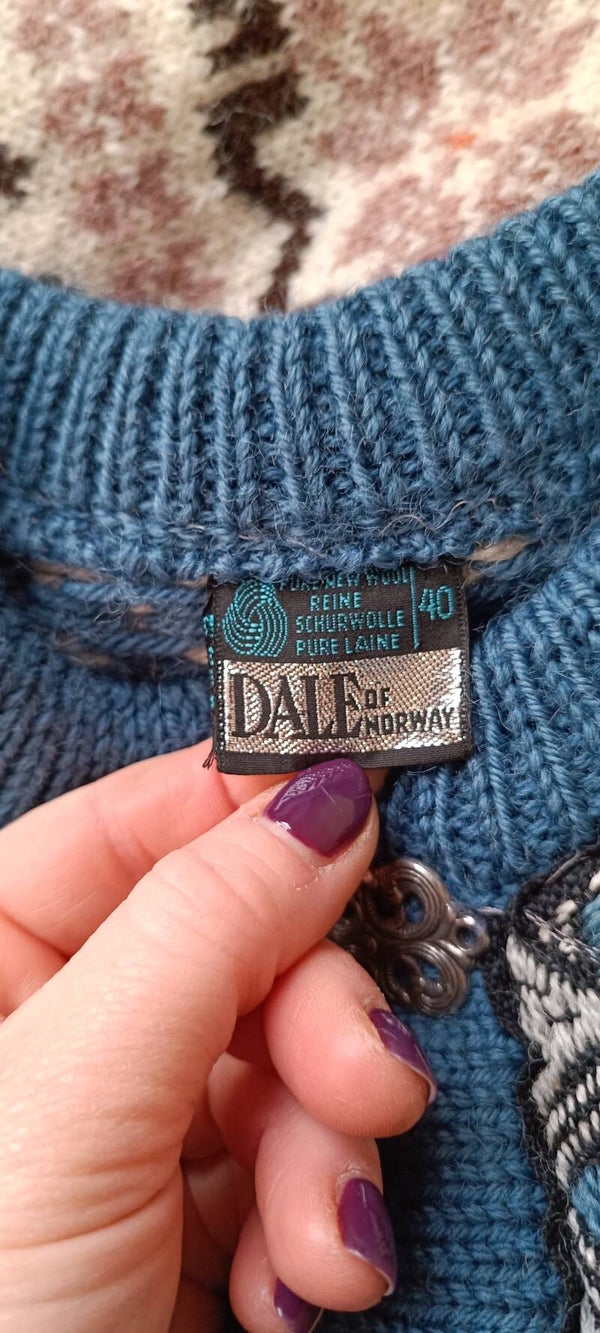 PURE NEW WOOL
REINE
SCHURWOLLE
PURE LAINE
40
DALE OF
NORWAY